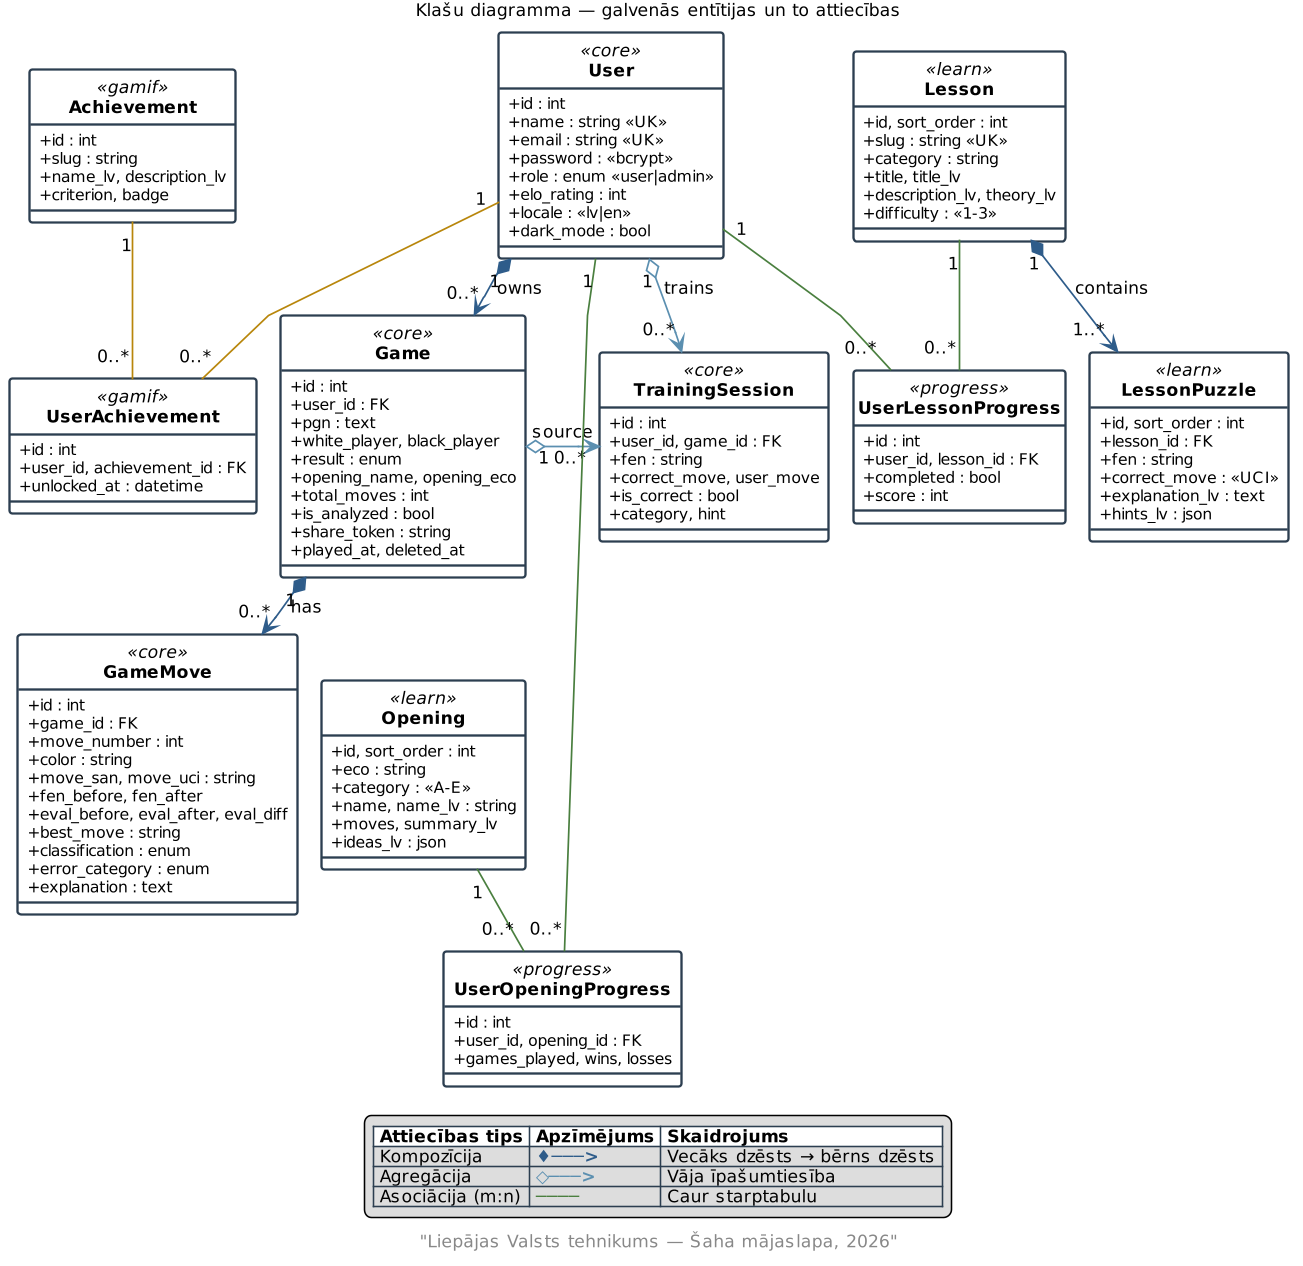 Klašu diagramma — galvenās entītijas un to attiecības
«core»
User
+id : int
+name : string «UK»
+email : string «UK»
+password : «bcrypt»
+role : enum «user|admin»
+elo_rating : int
+locale : «lv|en»
+dark_mode : bool
«learn»
Lesson
+id, sort_order : int
+slug : string «UK»
+category : string
+title, title_lv
+description_lv, theory_lv
+difficulty : «1-3»
«gamif»
Achievement
+id : int
+slug : string
+name_lv, description_lv
+criterion, badge
1
0..*
1
0..*
1
owns
0..*
1
1
trains
0..*
1
0..*
1
0..*
1
contains
1..*
«gamif»
UserAchievement
+id : int
+user_id, achievement_id : FK
+unlocked_at : datetime
«core»
Game
+id : int
+user_id : FK
+pgn : text
+white_player, black_player
+result : enum
+opening_name, opening_eco
+total_moves : int
+is_analyzed : bool
+share_token : string
+played_at, deleted_at
source
1 0..*
«core»
TrainingSession
+id : int
+user_id, game_id : FK
+fen : string
+correct_move, user_move
+is_correct : bool
+category, hint
«progress»
UserLessonProgress
+id : int
+user_id, lesson_id : FK
+completed : bool
+score : int
«learn»
LessonPuzzle
+id, sort_order : int
+lesson_id : FK
+fen : string
+correct_move : «UCI»
+explanation_lv : text
+hints_lv : json
1
has
0..*
«core»
GameMove
+id : int
+game_id : FK
+move_number : int
+color : string
+move_san, move_uci : string
+fen_before, fen_after
+eval_before, eval_after, eval_diff
+best_move : string
+classification : enum
+error_category : enum
+explanation : text
«learn»
Opening
+id, sort_order : int
+eco : string
+category : «A-E»
+name, name_lv : string
+moves, summary_lv
+ideas_lv : json
1
0..*
0..*
«progress»
UserOpeningProgress
+id : int
+user_id, opening_id : FK
+games_played, wins, losses
Attiecības tips Apzīmējums Skaidrojums
Kompozīcija ♦───> Vecāks dzēsts → bērns dzēsts
Agregācija ◇───> Vāja īpašumtiesība
Asociācija (m:n) ──── Caur starptabulu
"Liepājas Valsts tehnikums — Šaha mājaslapa, 2026"